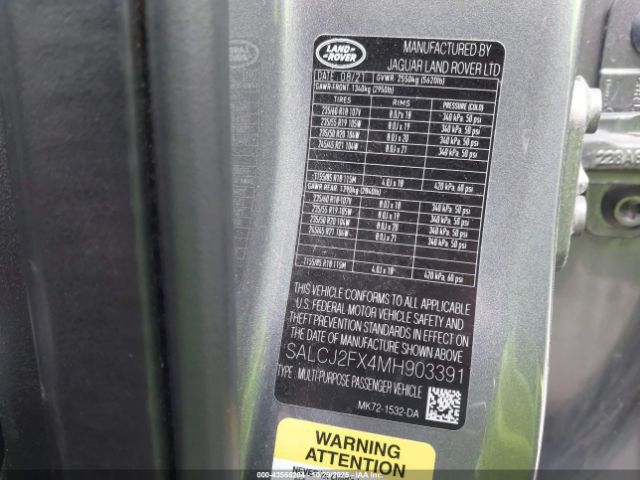 LAND
ROVER
MANUFACTURED BY
JAGUAR LAND ROVER LTD
DATE 08/21 GVWR 2550kg (5620lb)
GAWR-FRONT 1340kg (2950lb)
TIRES RIMS PRESSURE (COLD)
235/60 R18 107V 8.0J x 18 340 kPa, 50 psi
235/55 R19 105W 8.0J x 19 340 kPa, 50 psi
235/50 R20 104W 8.0J x 20 340 kPa, 50 psi
245/45 R21 104W 8.0J x 21 340 kPa, 50 psi
T155/85 R18 115M 4.0J x 18 420 kPa, 60 psi
GAWR REAR 1290kg (2840lb)
235/60 R18 107V 8.0J x 18 340 kPa, 50 psi
235/55 R19 105W 8.0J x 19 340 kPa, 50 psi
235/50 R20 104W 8.0J x 20 340 kPa, 50 psi
245/45 R21 104W 8.0J x 21 340 kPa, 50 psi
T155/85 R18 115M 4.0J x 18 420 kPa, 60 psi
THIS VEHICLE CONFORMS TO ALL APPLICABLE
U.S. FEDERAL MOTOR VEHICLE SAFETY AND
THEFT PREVENTION STANDARDS IN EFFECT ON
THE DATE OF MANUFACTURE SHOWN ABOVE
SALCJ2FX4MH903391
TYPE: MULTI PURPOSE PASSENGER VEHICLE
MK72-1532-DA
WARNING
ATTENTION